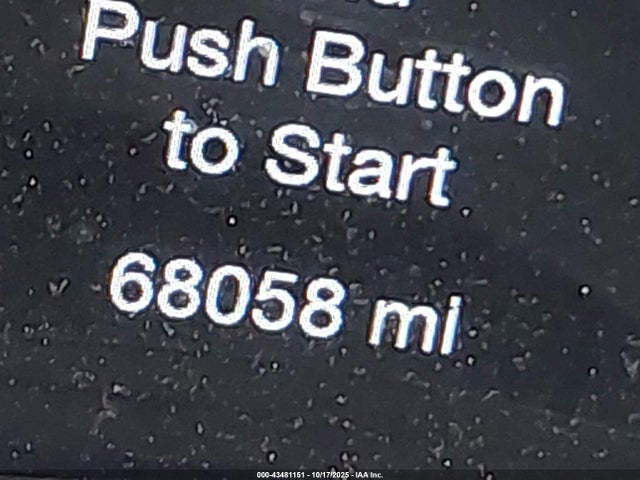 Push Button
to Start
68058 mi
000-43481151 - 10/17/2025 - IAA Inc.